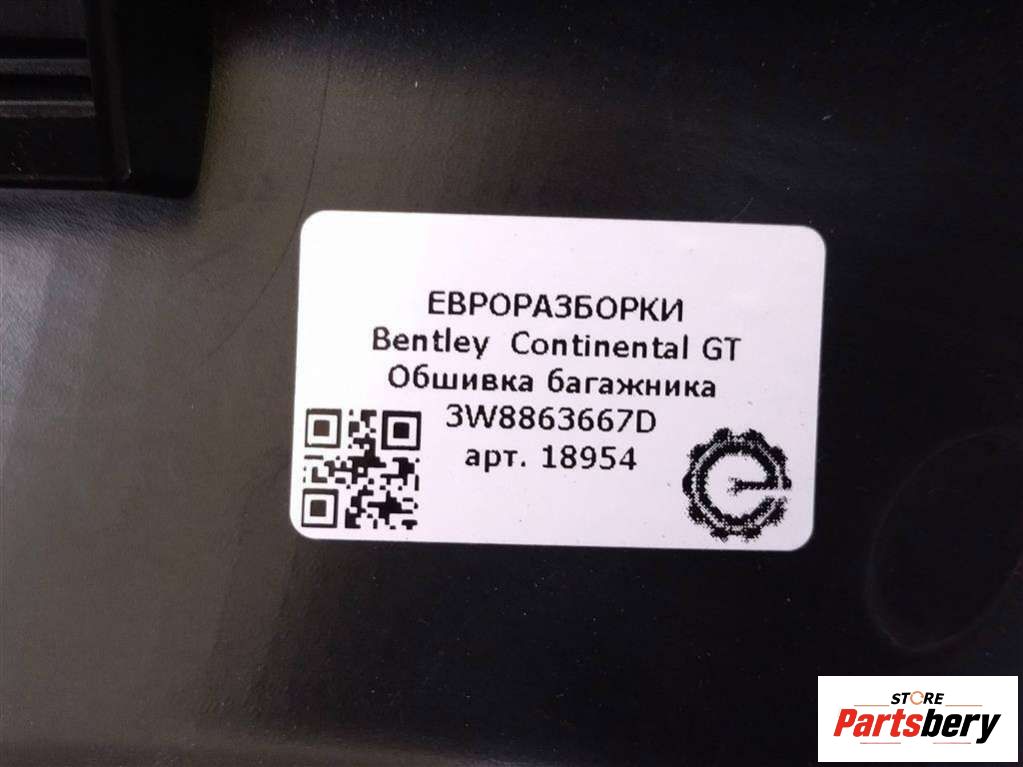 ЕВРОРАЗБОРКИ
Bentley Continental GT
Обшивка багажника
3W8863667D
арт. 18954
STORE
Partsbery